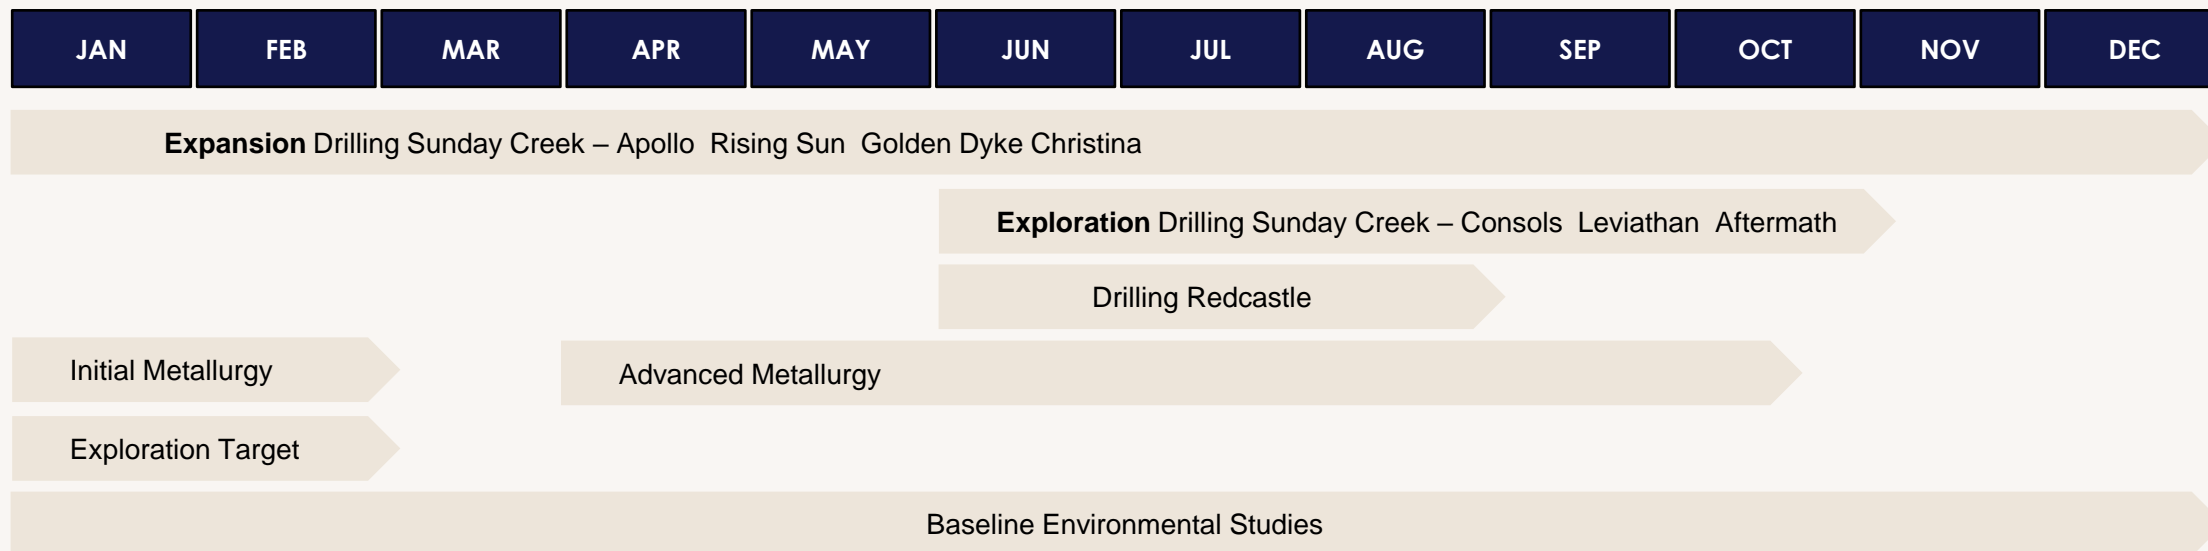 JAN FEB MAR APR MAY JUN JUL AUG SEP OCT NOV DEC
Expansion Drilling Sunday Creek – Apollo Rising Sun Golden Dyke Christina
Exploration Drilling Sunday Creek – Consols Leviathan Aftermath
Drilling Redcastle
Initial Metallurgy
Advanced Metallurgy
Exploration Target
Baseline Environmental Studies